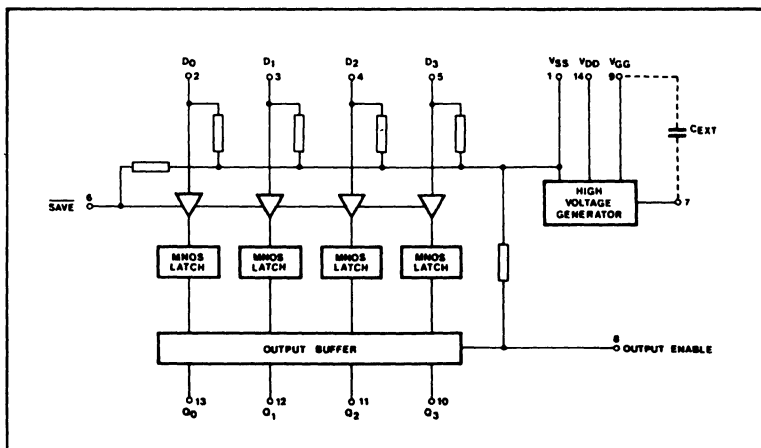 D0 D1 D2 D3 VSS VDD VGG
2 3 4 5 1 14 9
CEXT
6
SAVE
HIGH VOLTAGE GENERATOR
7
MNOS LATCH
MNOS LATCH
MNOS LATCH
MNOS LATCH
OUTPUT BUFFER
8
OUTPUT ENABLE
13 12 11 10
Q0 Q1 Q2 Q3